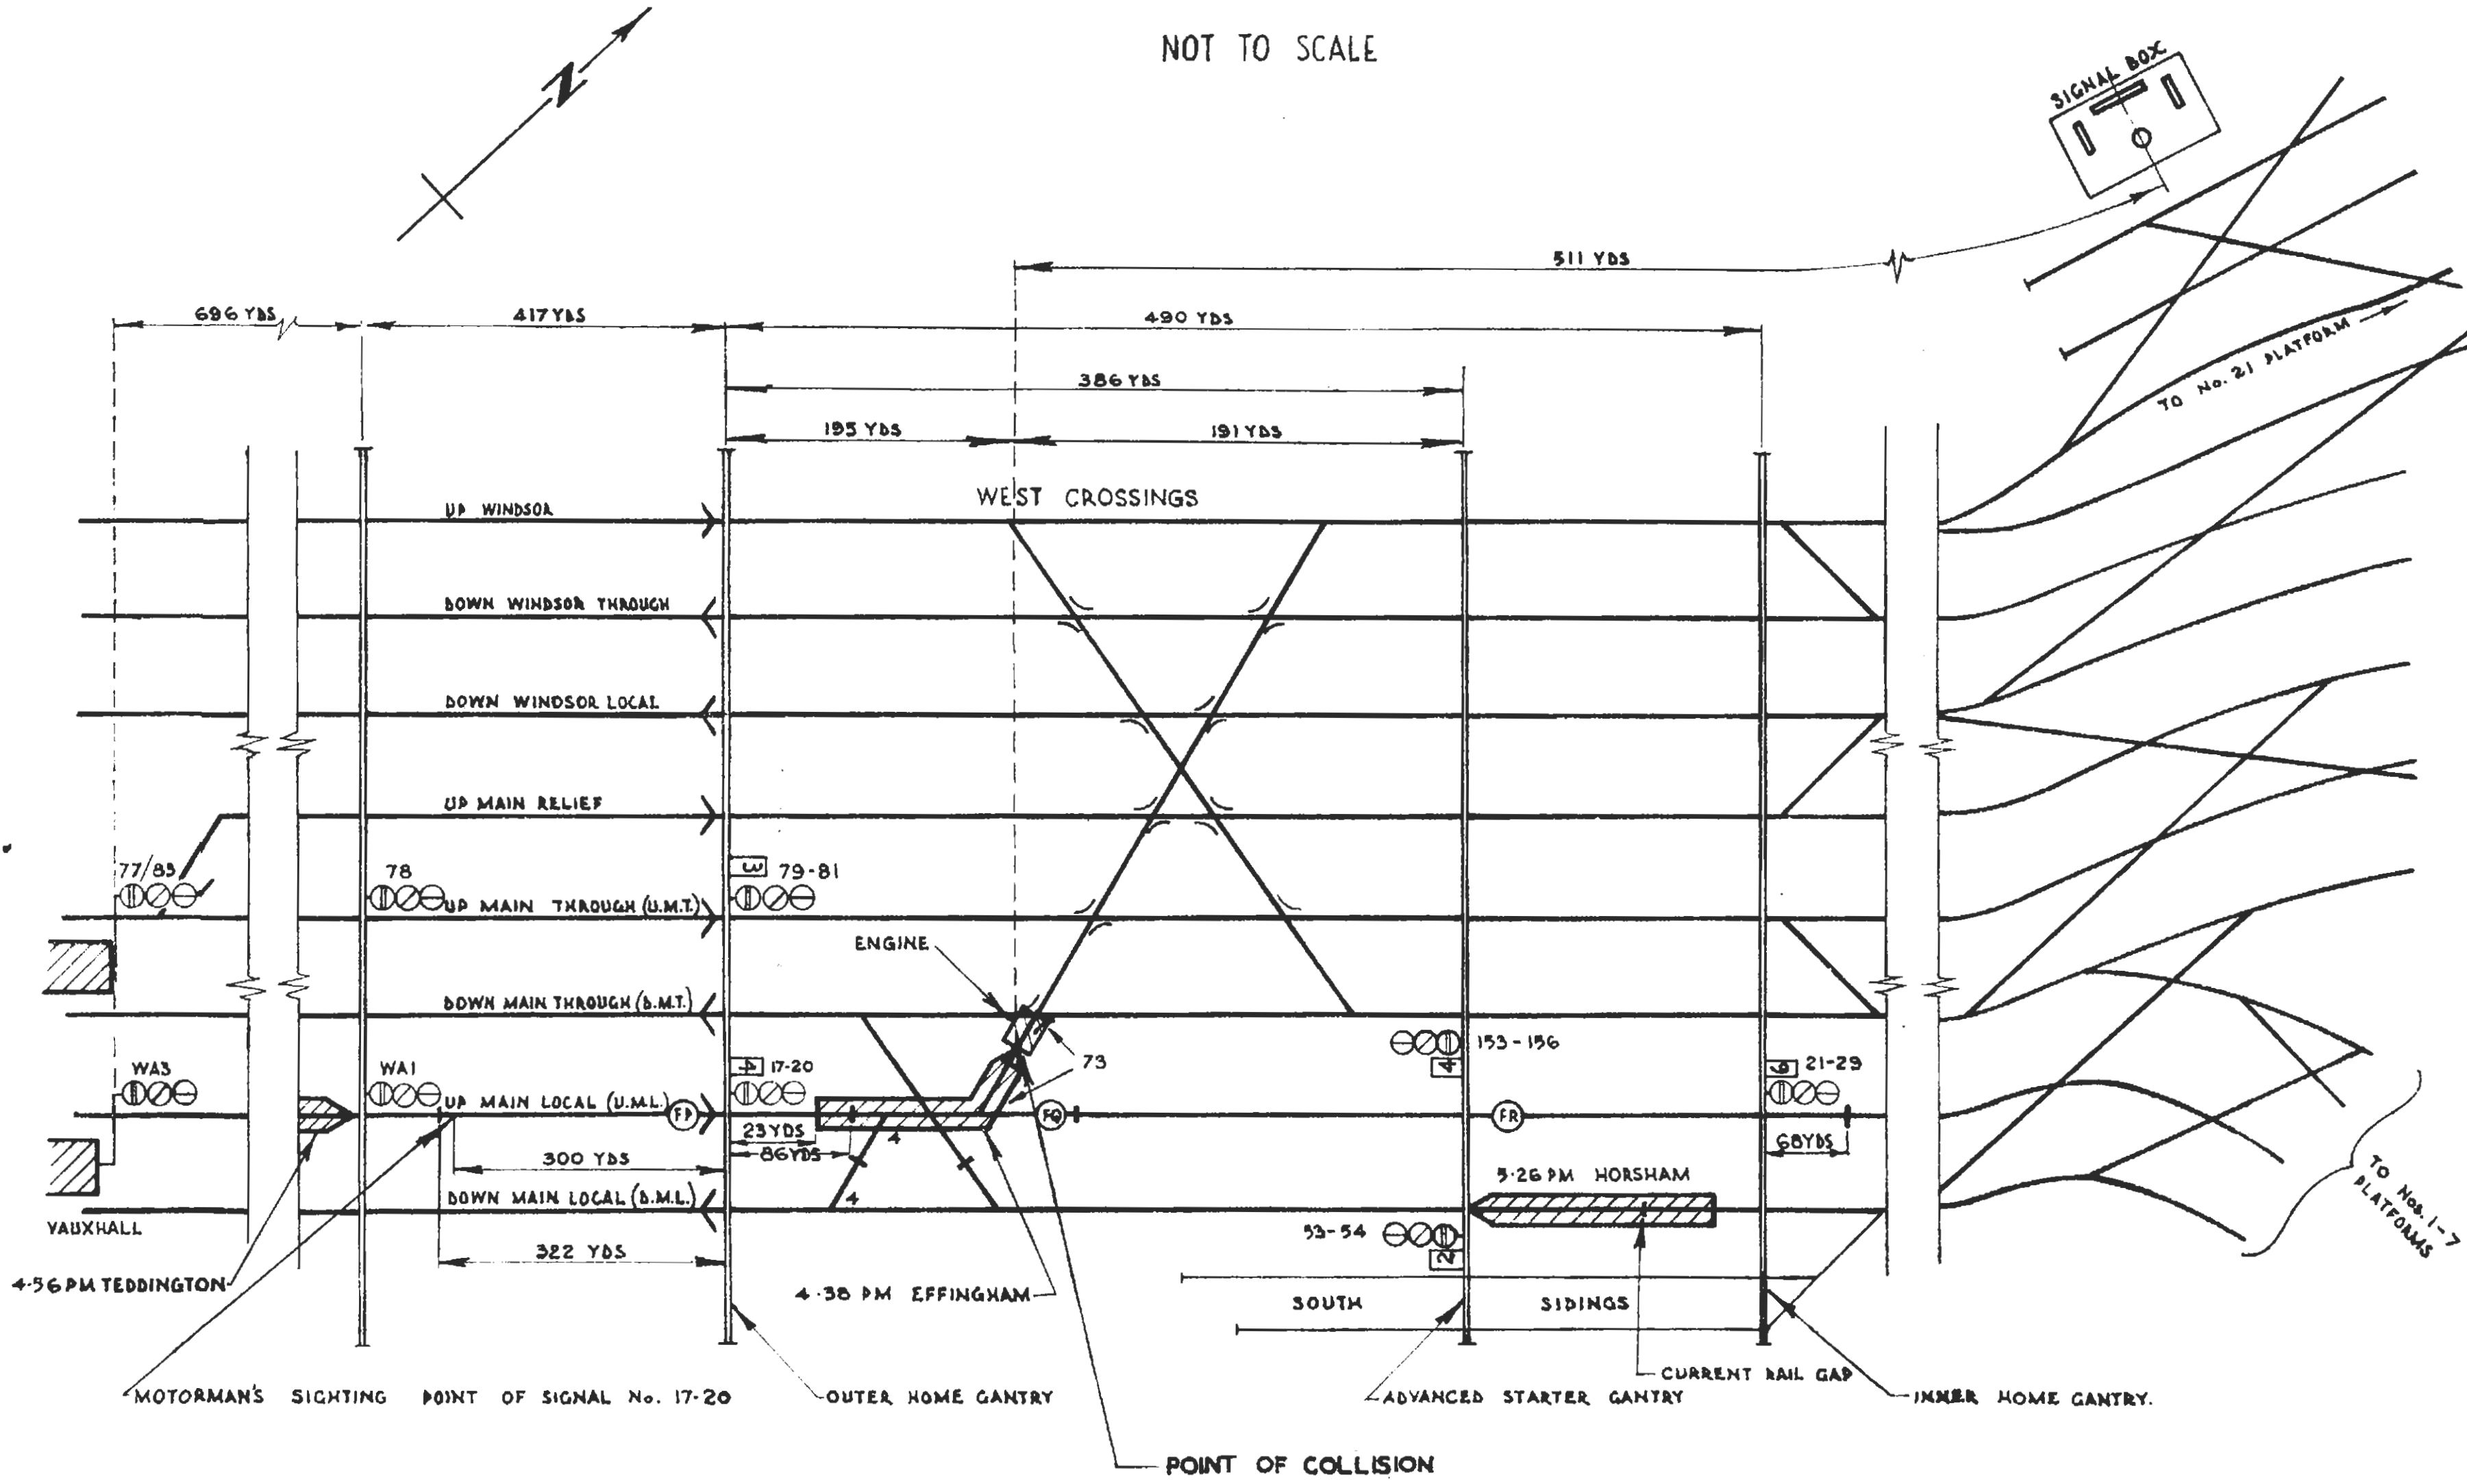 NOT TO SCALE
N
SIGNAL BOX
511 YDS
696 YDS
417 YDS
490 YDS
386 YDS
TO No. 21 PLATFORM
195 YDS
191 YDS
WEST CROSSINGS
UP WINDSOR
DOWN WINDSOR THROUGH
DOWN WINDSOR LOCAL
UP MAIN RELIEF
77/83
78
3
79-81
UP MAIN THROUGH (U.M.T.)
ENGINE
DOWN MAIN THROUGH (D.M.T.)
153-156
4
73
WA3
WA1
4
17-20
6
21-29
UP MAIN LOCAL (U.M.L.)
FP
FQ
FR
23 YDS
4
86 YDS
68 YDS
300 YDS
5·26 PM HORSHAM
TO Nos. 1-7
PLATFORMS
DOWN MAIN LOCAL (D.M.L.)
4
VAUXHALL
53-54
2
322 YDS
4·56 PM TEDDINGTON
4·38 PM EFFINGHAM
SOUTH SIDINGS
CURRENT RAIL GAP
MOTORMAN'S SIGHTING POINT OF SIGNAL No. 17-20
OUTER HOME GANTRY
ADVANCED STARTER GANTRY
INNER HOME GANTRY.
POINT OF COLLISION